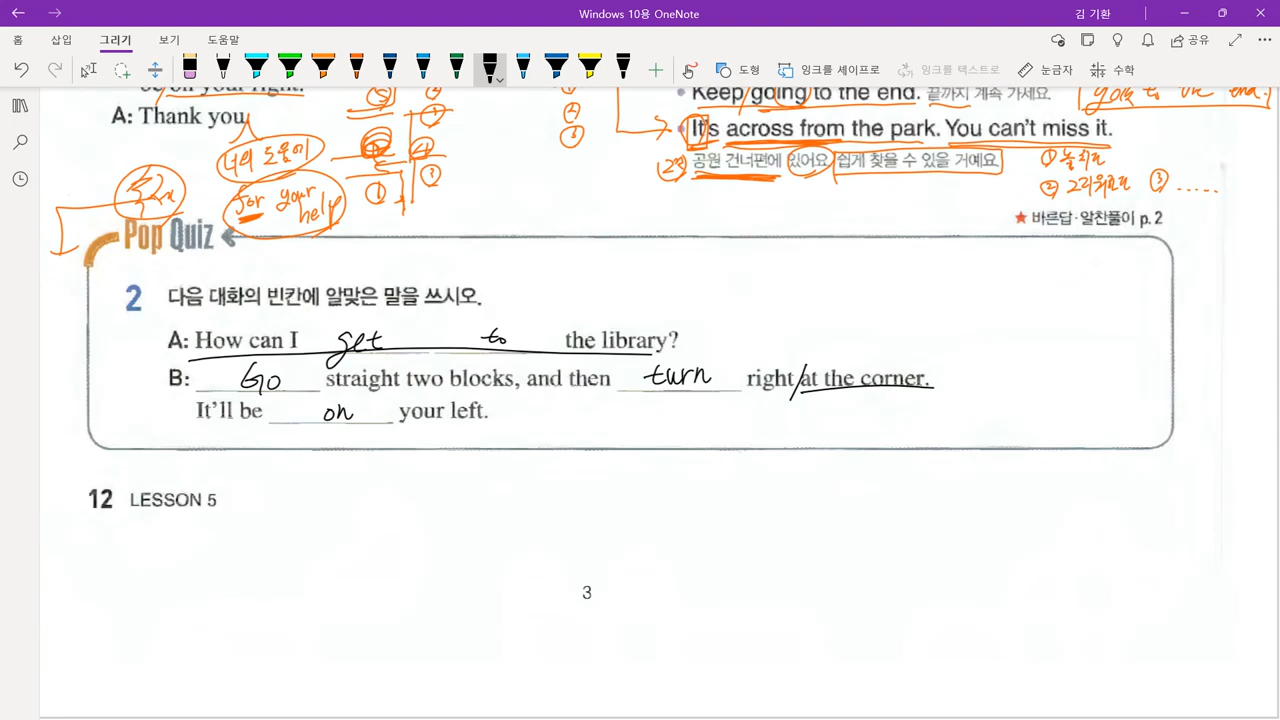 Windows 10용 OneNote
김 기환
홈 삽입 그리기 보기 도움말
공유
도형 잉크를 셰이프로 잉크를 텍스트로 눈금자 수학
be on your right.
A: Thank you
너의 도움에
for your help
Keep going to the end. 끝까지 계속 가세요.
to the end.
It's across from the park. You can't miss it.
공원 건너편에 있어요 쉽게 찾을 수 있을 거예요
① 놓치다
② 그리워하다 ③ ......
★ 바른답·알찬풀이 p. 2
Pop Quiz
2 다음 대화의 빈칸에 알맞은 말을 쓰시오.
A: How can I get to the library?
B: Go straight two blocks, and then turn right/at the corner.
It'll be on your left.
12 LESSON 5
3